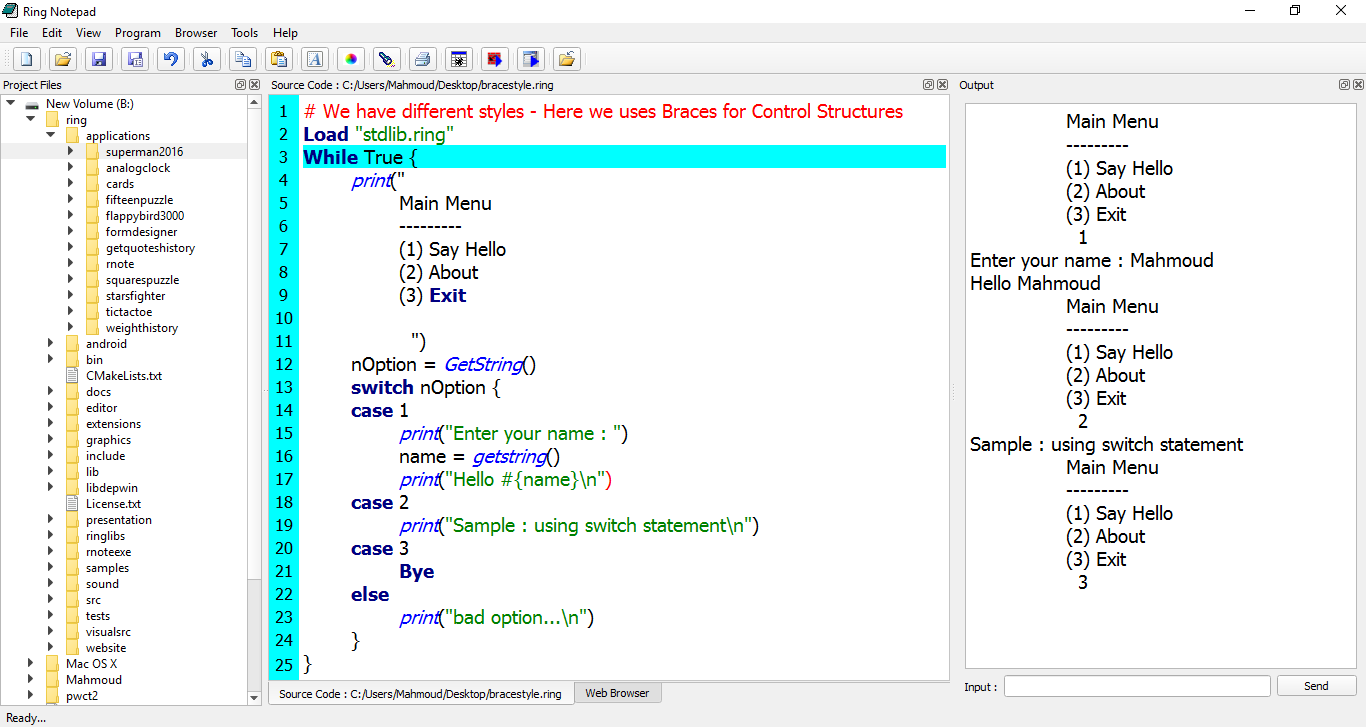 Ring Notepad
File Edit View Program Browser Tools Help
Project Files
New Volume (B:)
ring
applications
superman2016
analogclock
cards
fifteenpuzzle
flappybird3000
formdesigner
getquoteshistory
rnote
squarespuzzle
starsfighter
tictactoe
weighthistory
android
bin
CMakeLists.txt
docs
editor
extensions
graphics
include
lib
libdepwin
License.txt
presentation
ringlibs
rnoteexe
samples
sound
src
tests
visualsrc
website
Mac OS X
Mahmoud
pwct2
Source Code : C:/Users/Mahmoud/Desktop/bracestyle.ring
1 # We have different styles - Here we uses Braces for Control Structures
2 Load "stdlib.ring"
3 While True {
4 print("
5 Main Menu
6 ---------
7 (1) Say Hello
8 (2) About
9 (3) Exit
10
11 ")
12 nOption = GetString()
13 switch nOption {
14 case 1
15 print("Enter your name : ")
16 name = getstring()
17 print("Hello #{name}\n")
18 case 2
19 print("Sample : using switch statement\n")
20 case 3
21 Bye
22 else
23 print("bad option...\n")
24 }
25 }
Source Code : C:/Users/Mahmoud/Desktop/bracestyle.ring Web Browser
Output
Main Menu
---------
(1) Say Hello
(2) About
(3) Exit
1
Enter your name : Mahmoud
Hello Mahmoud
Main Menu
---------
(1) Say Hello
(2) About
(3) Exit
2
Sample : using switch statement
Main Menu
---------
(1) Say Hello
(2) About
(3) Exit
3
Input : Send
Ready...